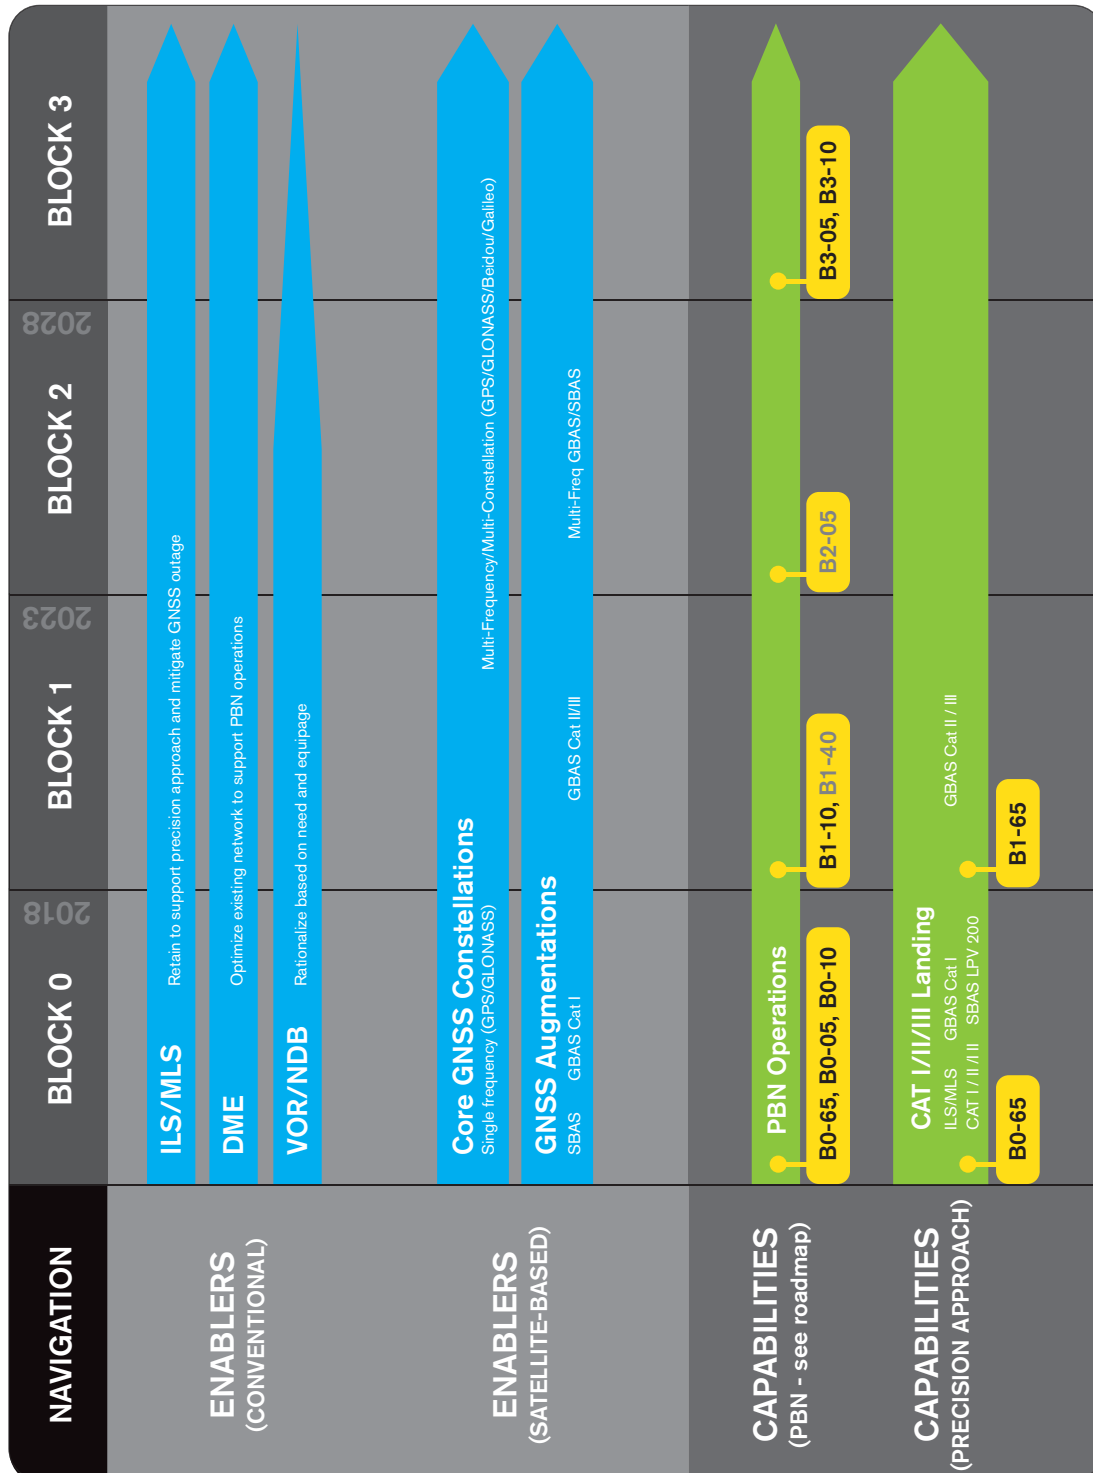 NAVIGATION
BLOCK 0
2018
BLOCK 1
2023
BLOCK 2
2028
BLOCK 3
ENABLERS
(CONVENTIONAL)
ILS/MLS
Retain to support precision approach and mitigate GNSS outage
DME
Optimize existing network to support PBN operations
VOR/NDB
Rationalize based on need and equipage
ENABLERS
(SATELLITE-BASED)
Core GNSS Constellations
Single frequency (GPS/GLONASS)
Multi-Frequency/Multi-Constellation (GPS/GLONASS/Beidou/Galileo)
GNSS Augmentations
SBAS GBAS Cat I
GBAS Cat II/III
Multi-Freq GBAS/SBAS
CAPABILITIES
(PBN - see roadmap)
PBN Operations
B0-65, B0-05, B0-10
B1-10, B1-40
B2-05
B3-05, B3-10
CAPABILITIES
(PRECISION APPROACH)
CAT I/II/III Landing
ILS/MLS GBAS Cat I
CAT I / II / III SBAS LPV 200
GBAS Cat II / III
B0-65
B1-65